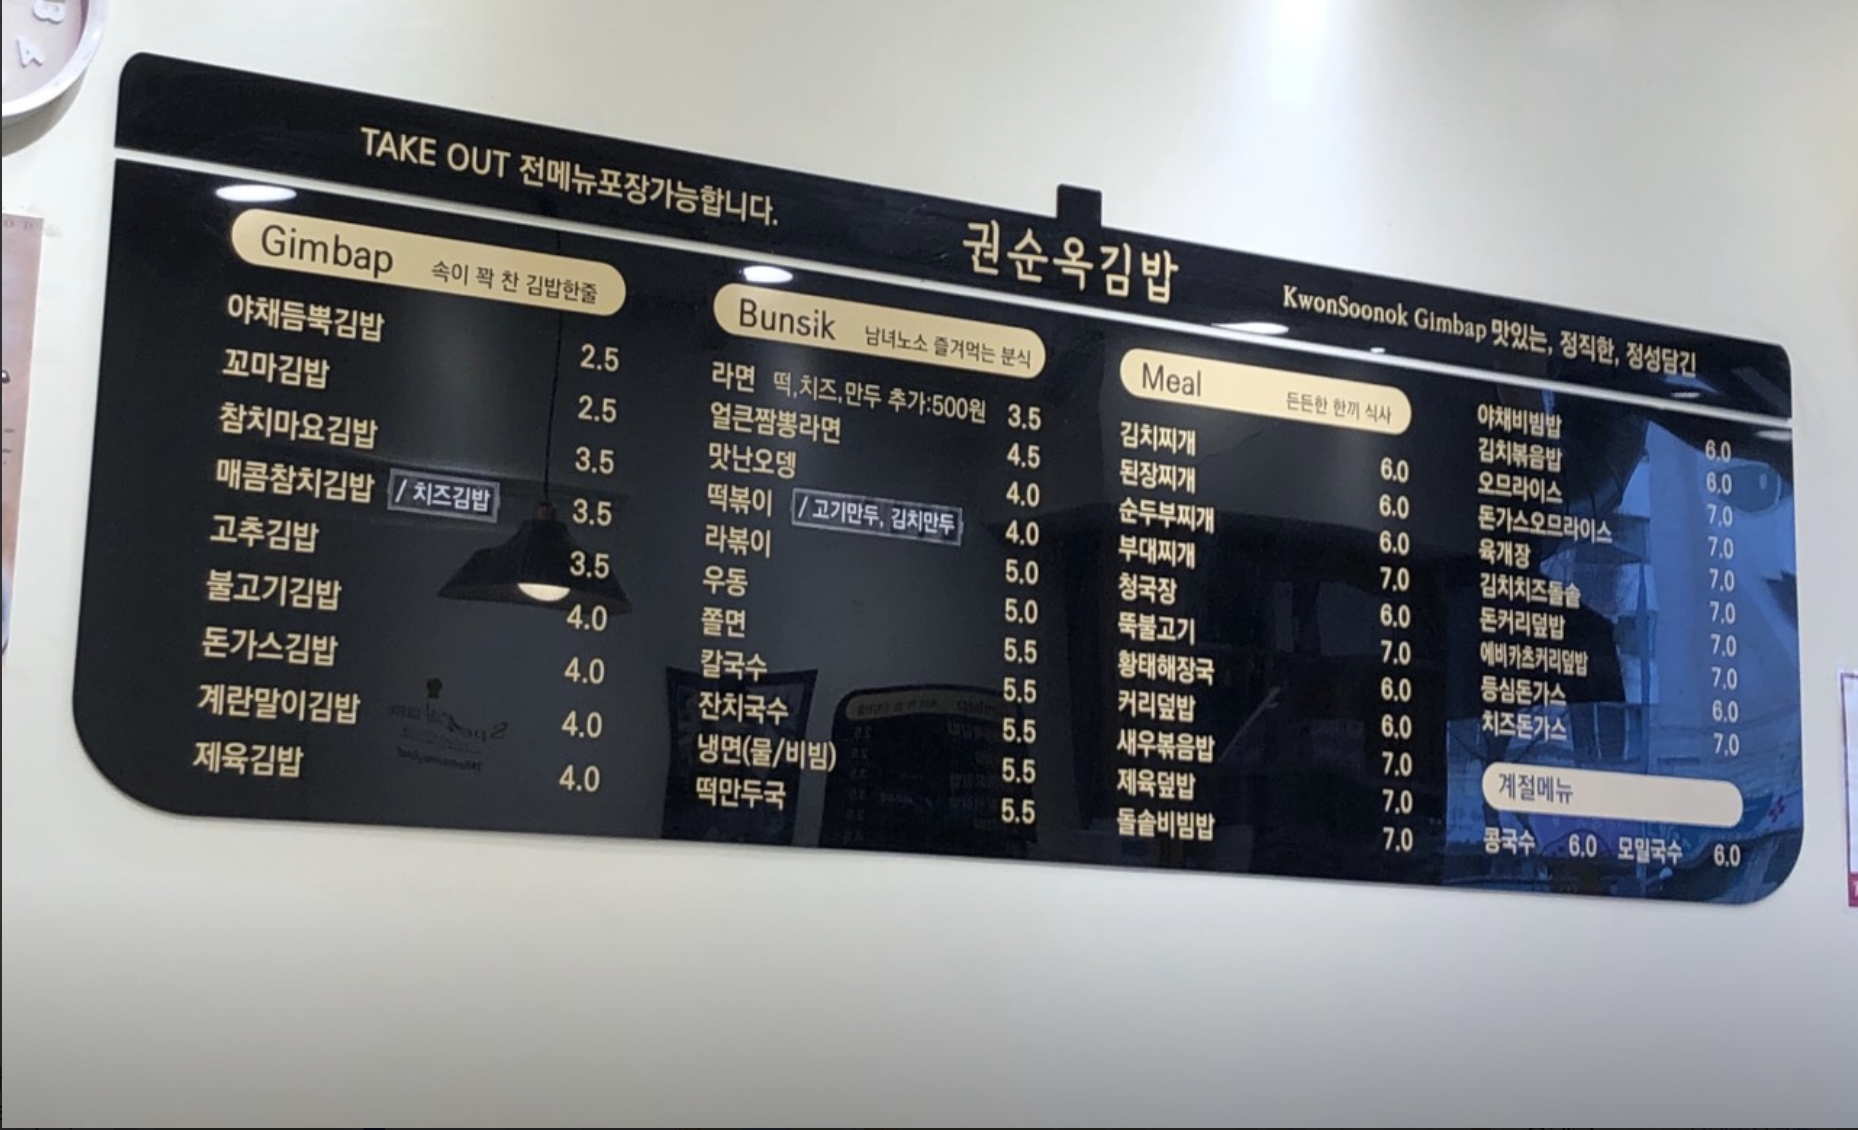 TAKE OUT 전메뉴포장가능합니다.
권순옥김밥
KwonSoonok Gimbap 맛있는, 정직한, 정성담긴
Gimbap 속이 꽉 찬 김밥한줄
야채듬뿍김밥 2.5
꼬마김밥 2.5
참치마요김밥 3.5
매콤참치김밥 / 치즈김밥 3.5
고추김밥 3.5
불고기김밥 4.0
돈가스김밥 4.0
계란말이김밥 4.0
제육김밥 4.0
Bunsik 남녀노소 즐겨먹는 분식
라면 떡,치즈,만두 추가:500원 3.5
얼큰짬뽕라면 4.5
맛난오뎅 4.0
떡볶이 / 고기만두, 김치만두 4.0
라볶이 5.0
우동 5.0
쫄면 5.5
칼국수 5.5
잔치국수 5.5
냉면(물/비빔) 5.5
떡만두국 5.5
Meal 든든한 한끼 식사
김치찌개 6.0
된장찌개 6.0
순두부찌개 6.0
부대찌개 7.0
청국장 6.0
뚝불고기 7.0
황태해장국 6.0
커리덮밥 6.0
새우볶음밥 7.0
제육덮밥 7.0
돌솥비빔밥 7.0
야채비빔밥 6.0
김치볶음밥 6.0
오므라이스 7.0
돈가스오므라이스 7.0
육개장 7.0
김치치즈돌솥 7.0
돈커리덮밥 7.0
에비카츠커리덮밥 7.0
등심돈가스 6.0
치즈돈가스 7.0
계절메뉴
콩국수 6.0 모밀국수 6.0